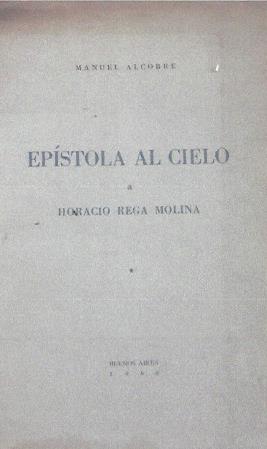 MANUEL ALCOBRE
EPÍSTOLA AL CIELO
a
HORACIO REGA MOLINA
BUENOS AIRES